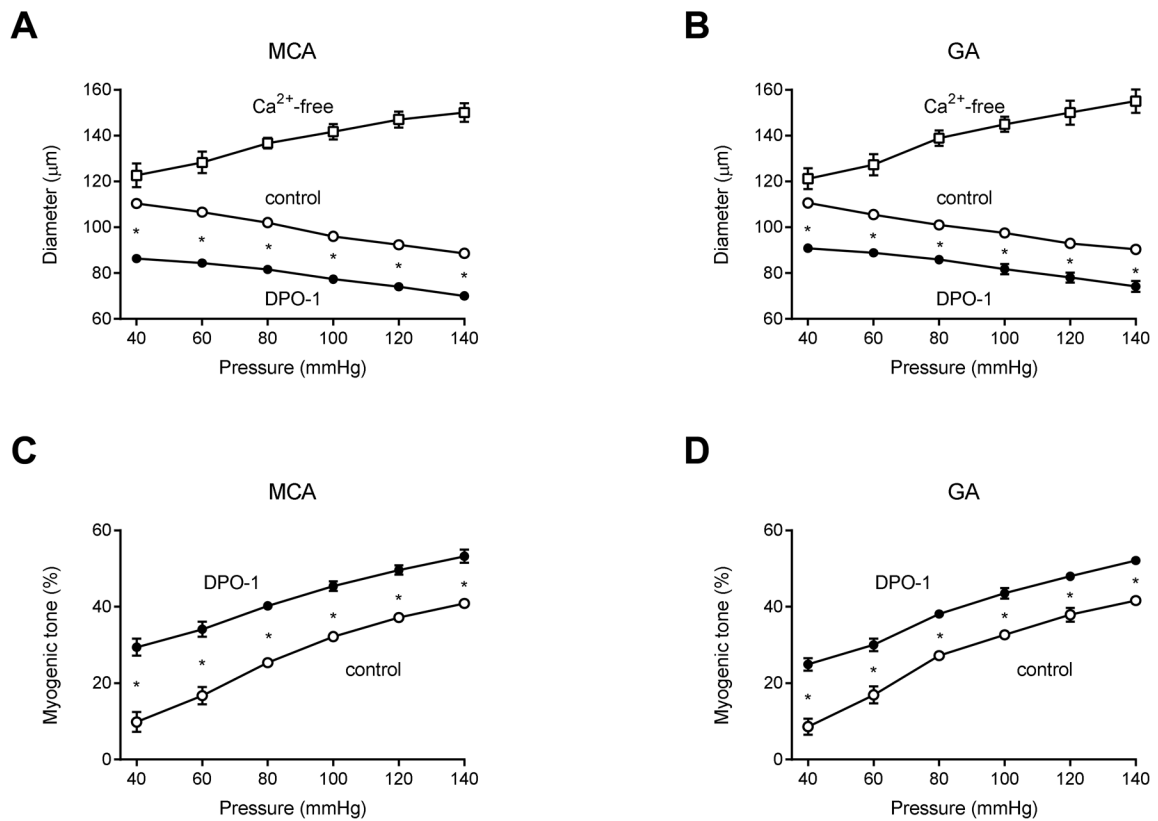 A
MCA
160
140
120
100
80
60
Diameter (μm)
Ca²⁺-free
control
* * * * * *
DPO-1
40 60 80 100 120 140
Pressure (mmHg)
B
GA
160
140
120
100
80
60
Diameter (μm)
Ca²⁺-free
control
* * * * * *
DPO-1
40 60 80 100 120 140
Pressure (mmHg)
C
MCA
60
40
20
0
Myogenic tone (%)
DPO-1
* * * * * *
control
40 60 80 100 120 140
Pressure (mmHg)
D
GA
60
40
20
0
Myogenic tone (%)
DPO-1
* * * * * *
control
40 60 80 100 120 140
Pressure (mmHg)